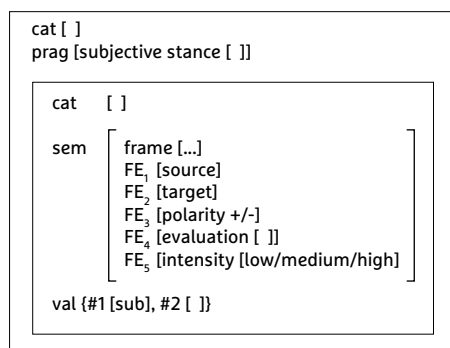 cat [ ]
prag [subjective stance [ ]]
cat [ ]
sem
frame [...]
FE₁ [source]
FE₂ [target]
FE₃ [polarity +/-]
FE₄ [evaluation [ ]]
FE₅ [intensity [low/medium/high]
val {#1 [sub], #2 [ ]}